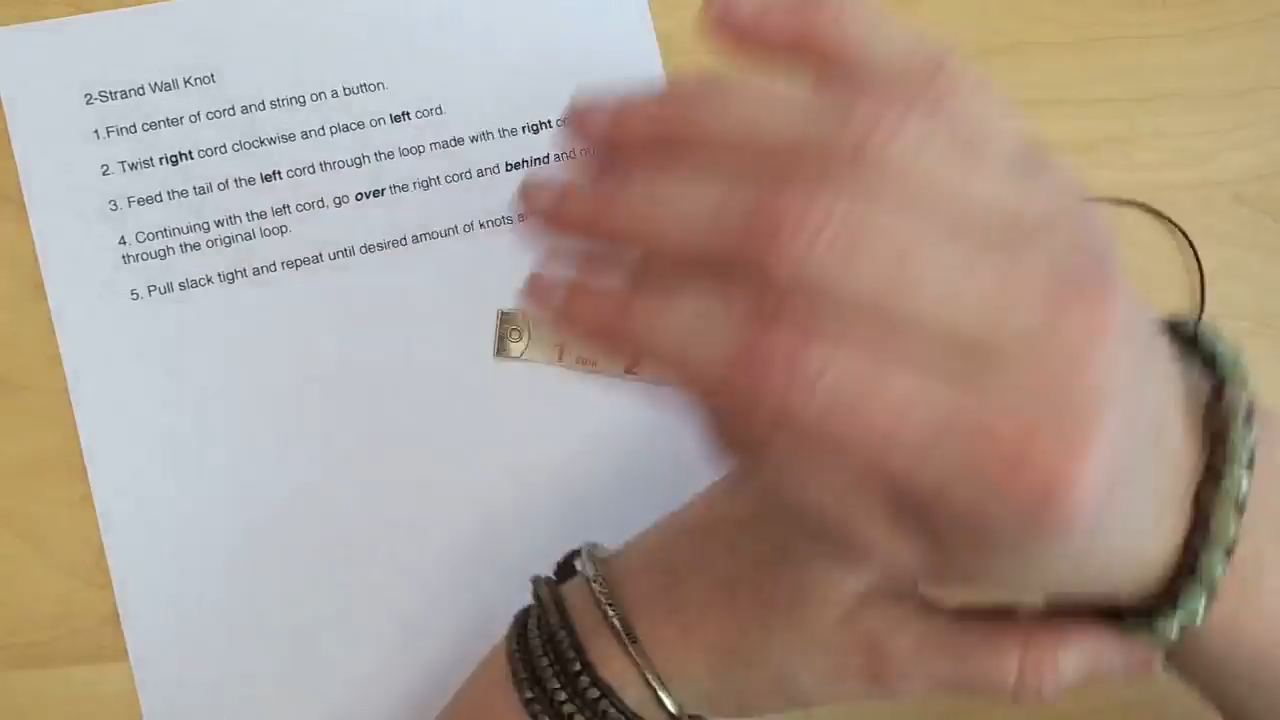 2-Strand Wall Knot
1.Find center of cord and string on a button.
2. Twist right cord clockwise and place on left cord.
3. Feed the tail of the left cord through the loop made with the right
4. Continuing with the left cord, go over the right cord and behind and
through the original loop.
5. Pull slack tight and repeat until desired amount of knots
1 2